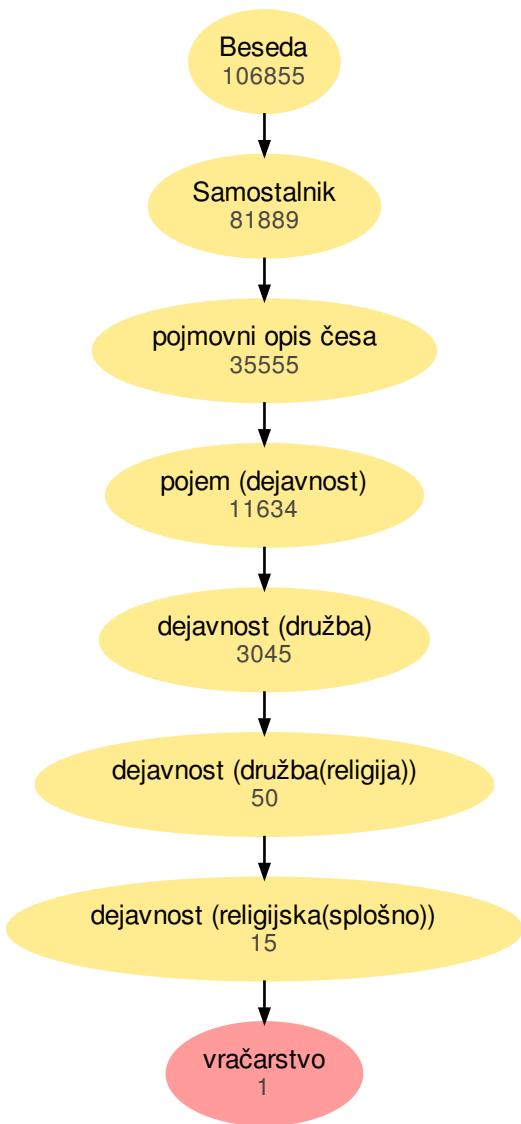 Beseda
106855
Samostalnik
81889
pojmovni opis česa
35555
pojem (dejavnost)
11634
dejavnost (družba)
3045
dejavnost (družba(religija))
50
dejavnost (religijska(splošno))
15
vračarstvo
1